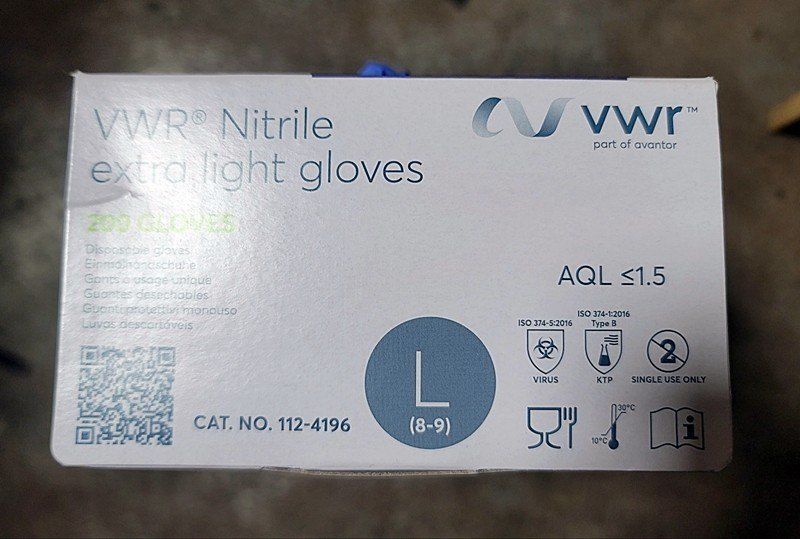 VWR® Nitrile
extra light gloves
200 GLOVES
Disposable gloves
Einmalhandschuhe
Gants à usage unique
Guantes desechables
Guanti protettivi monouso
Luvas descartáveis
CAT. NO. 112-4196
L
(8-9)
vwr™
part of avantor
AQL ≤1.5
ISO 374-5:2016
VIRUS
ISO 374-1:2016
Type B
KTP
2
SINGLE USE ONLY
30°C
10°C
i